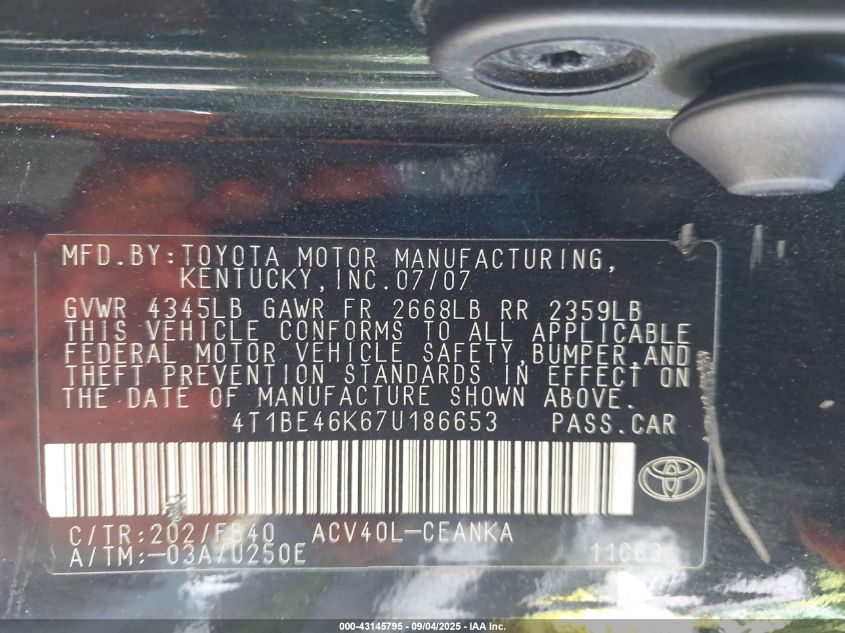 MFD.BY:TOYOTA MOTOR MANUFACTURING,
KENTUCKY,INC.07/07
GVWR 4345LB GAWR FR 2668LB RR 2359LB
THIS VEHICLE CONFORMS TO ALL APPLICABLE
FEDERAL MOTOR VEHICLE SAFETY,BUMPER,AND
THEFT PREVENTION STANDARDS IN EFFECT ON
THE DATE OF MANUFACTURE SHOWN ABOVE.
4T1BE46K67U186653 PASS.CAR
C/TR:202/FB40 ACV40L-CEANKA
A/TM:-03A/U250E 11063
000-43145795 - 09/04/2025 - IAA Inc.